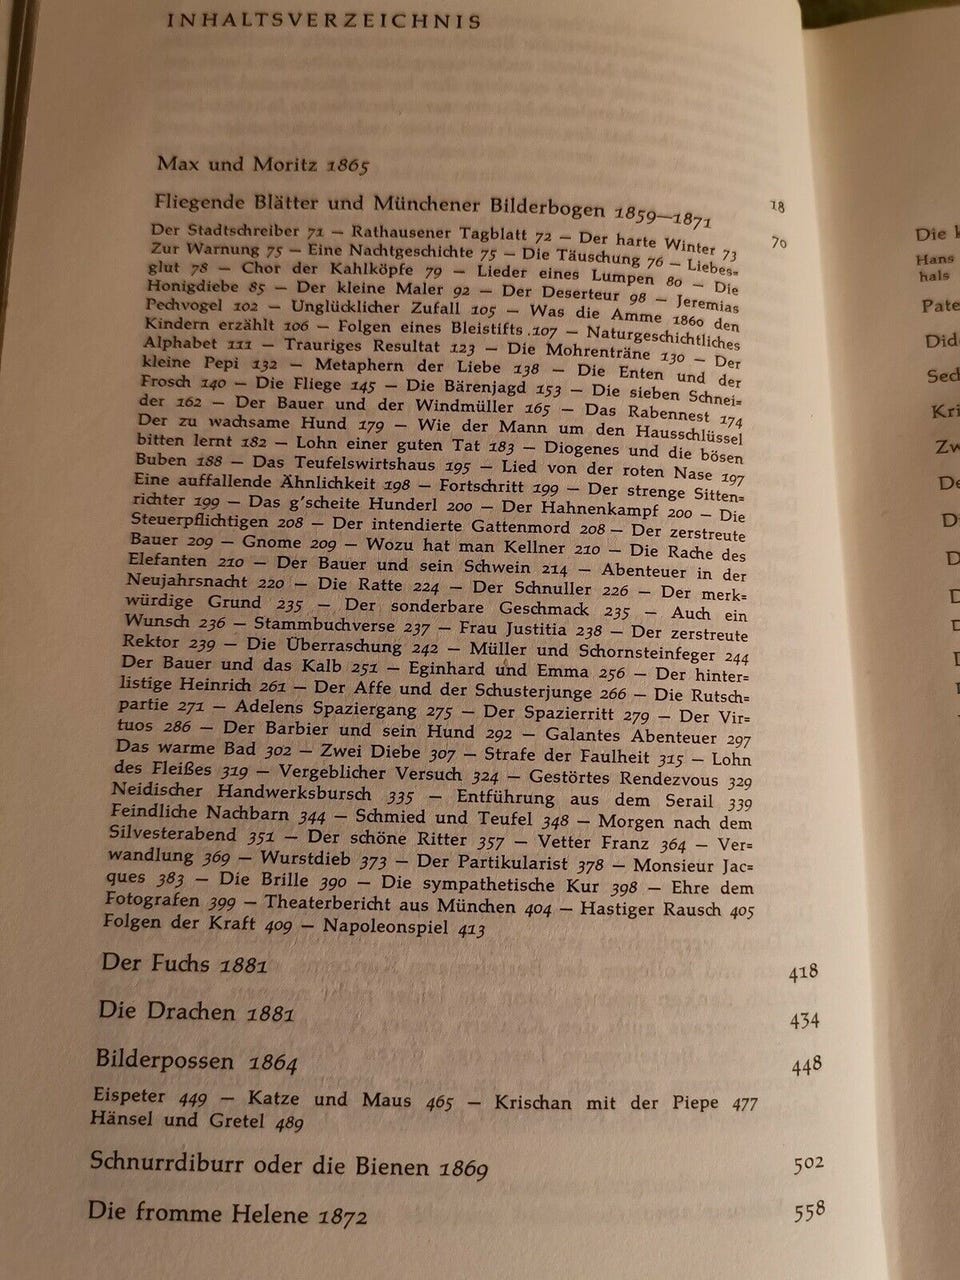 INHALTSVERZEICHNIS
Max und Moritz 1865 18
Fliegende Blätter und Münchener Bilderbogen 1859—1871 70
Der Stadtschreiber 71 — Rathausener Tagblatt 72 — Der harte Winter 73
Zur Warnung 75 — Eine Nachtgeschichte 75 — Die Täuschung 76 — Liebes=
glut 78 — Chor der Kahlköpfe 79 — Lieder eines Lumpen 80 — Die
Honigdiebe 85 — Der kleine Maler 92 — Der Deserteur 98 — Jeremias
Pechvogel 102 — Unglücklicher Zufall 105 — Was die Amme 1860 den
Kindern erzählt 106 — Folgen eines Bleistifts 107 — Naturgeschichtliches
Alphabet 111 — Trauriges Resultat 123 — Die Mohrenträne 130 — Der
kleine Pepi 132 — Metaphern der Liebe 138 — Die Enten und der
Frosch 140 — Die Fliege 145 — Die Bärenjagd 153 — Die sieben Schnei=
der 162 — Der Bauer und der Windmüller 165 — Das Rabennest 174
Der zu wachsame Hund 179 — Wie der Mann um den Hausschlüssel
bitten lernt 182 — Lohn einer guten Tat 183 — Diogenes und die bösen
Buben 188 — Das Teufelswirtshaus 195 — Lied von der roten Nase 197
Eine auffallende Ähnlichkeit 198 — Fortschritt 199 — Der strenge Sitten=
richter 199 — Das g'scheite Hunderl 200 — Der Hahnenkampf 200 — Die
Steuerpflichtigen 208 — Der intendierte Gattenmord 208 — Der zerstreute
Bauer 209 — Gnome 209 — Wozu hat man Kellner 210 — Die Rache des
Elefanten 210 — Der Bauer und sein Schwein 214 — Abenteuer in der
Neujahrsnacht 220 — Die Ratte 224 — Der Schnuller 226 — Der merk=
würdige Grund 235 — Der sonderbare Geschmack 235 — Auch ein
Wunsch 236 — Stammbuchverse 237 — Frau Justitia 238 — Der zerstreute
Rektor 239 — Die Überraschung 242 — Müller und Schornsteinfeger 244
Der Bauer und das Kalb 251 — Eginhard und Emma 256 — Der hinter=
listige Heinrich 261 — Der Affe und der Schusterjunge 266 — Die Rutsch=
partie 271 — Adelens Spaziergang 275 — Der Spazierritt 279 — Der Vir=
tuos 286 — Der Barbier und sein Hund 292 — Galantes Abenteuer 297
Das warme Bad 302 — Zwei Diebe 307 — Strafe der Faulheit 315 — Lohn
des Fleißes 319 — Vergeblicher Versuch 324 — Gestörtes Rendezvous 329
Neidischer Handwerksbursch 335 — Entführung aus dem Serail 339
Feindliche Nachbarn 344 — Schmied und Teufel 348 — Morgen nach dem
Silvesterabend 351 — Der schöne Ritter 357 — Vetter Franz 364 — Ver=
wandlung 369 — Wurstdieb 373 — Der Partikularist 378 — Monsieur Jac=
ques 383 — Die Brille 390 — Die sympathetische Kur 398 — Ehre dem
Fotografen 399 — Theaterbericht aus München 404 — Hastiger Rausch 405
Folgen der Kraft 409 — Napoleonspiel 413
Der Fuchs 1881 418
Die Drachen 1881 434
Bilderpossen 1864 448
Eispeter 449 — Katze und Maus 465 — Krischan mit der Piepe 477
Hänsel und Gretel 489
Schnurrdiburr oder die Bienen 1869 502
Die fromme Helene 1872 558
Die
Hans
hals